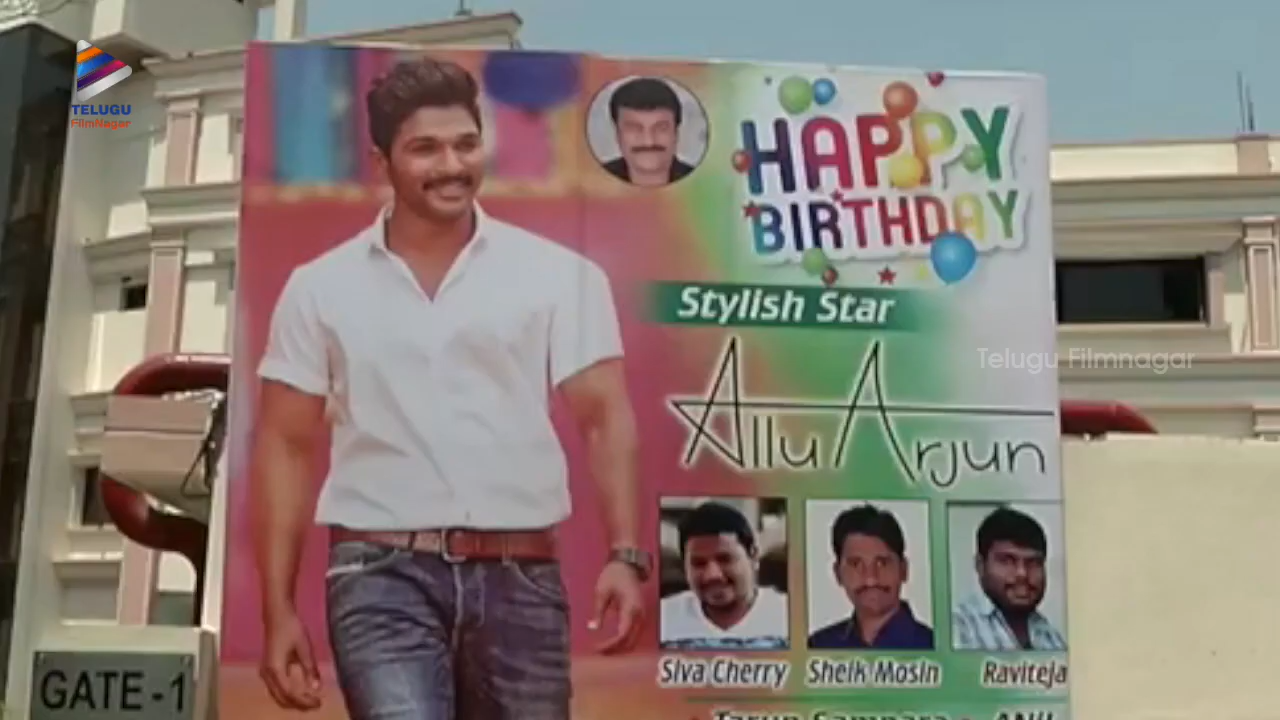 TELUGU
FilmNagar
HAPPY
BIRTHDAY
Stylish Star
Telugu Filmnagar
Allu Arjun
Siva Cherry
Sheik Mosin
Raviteja
GATE - 1